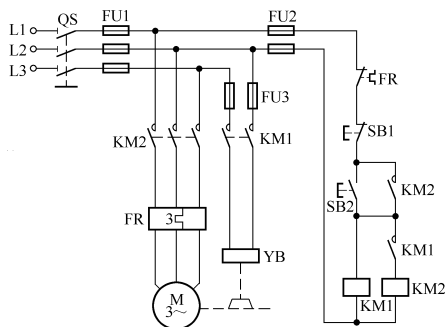 QS FU1 FU2
L1
L2
L3
FU3 FR
SB1
KM2 KM1
SB2 KM2
FR 3 KM1
YB
M
3~ KM1 KM2